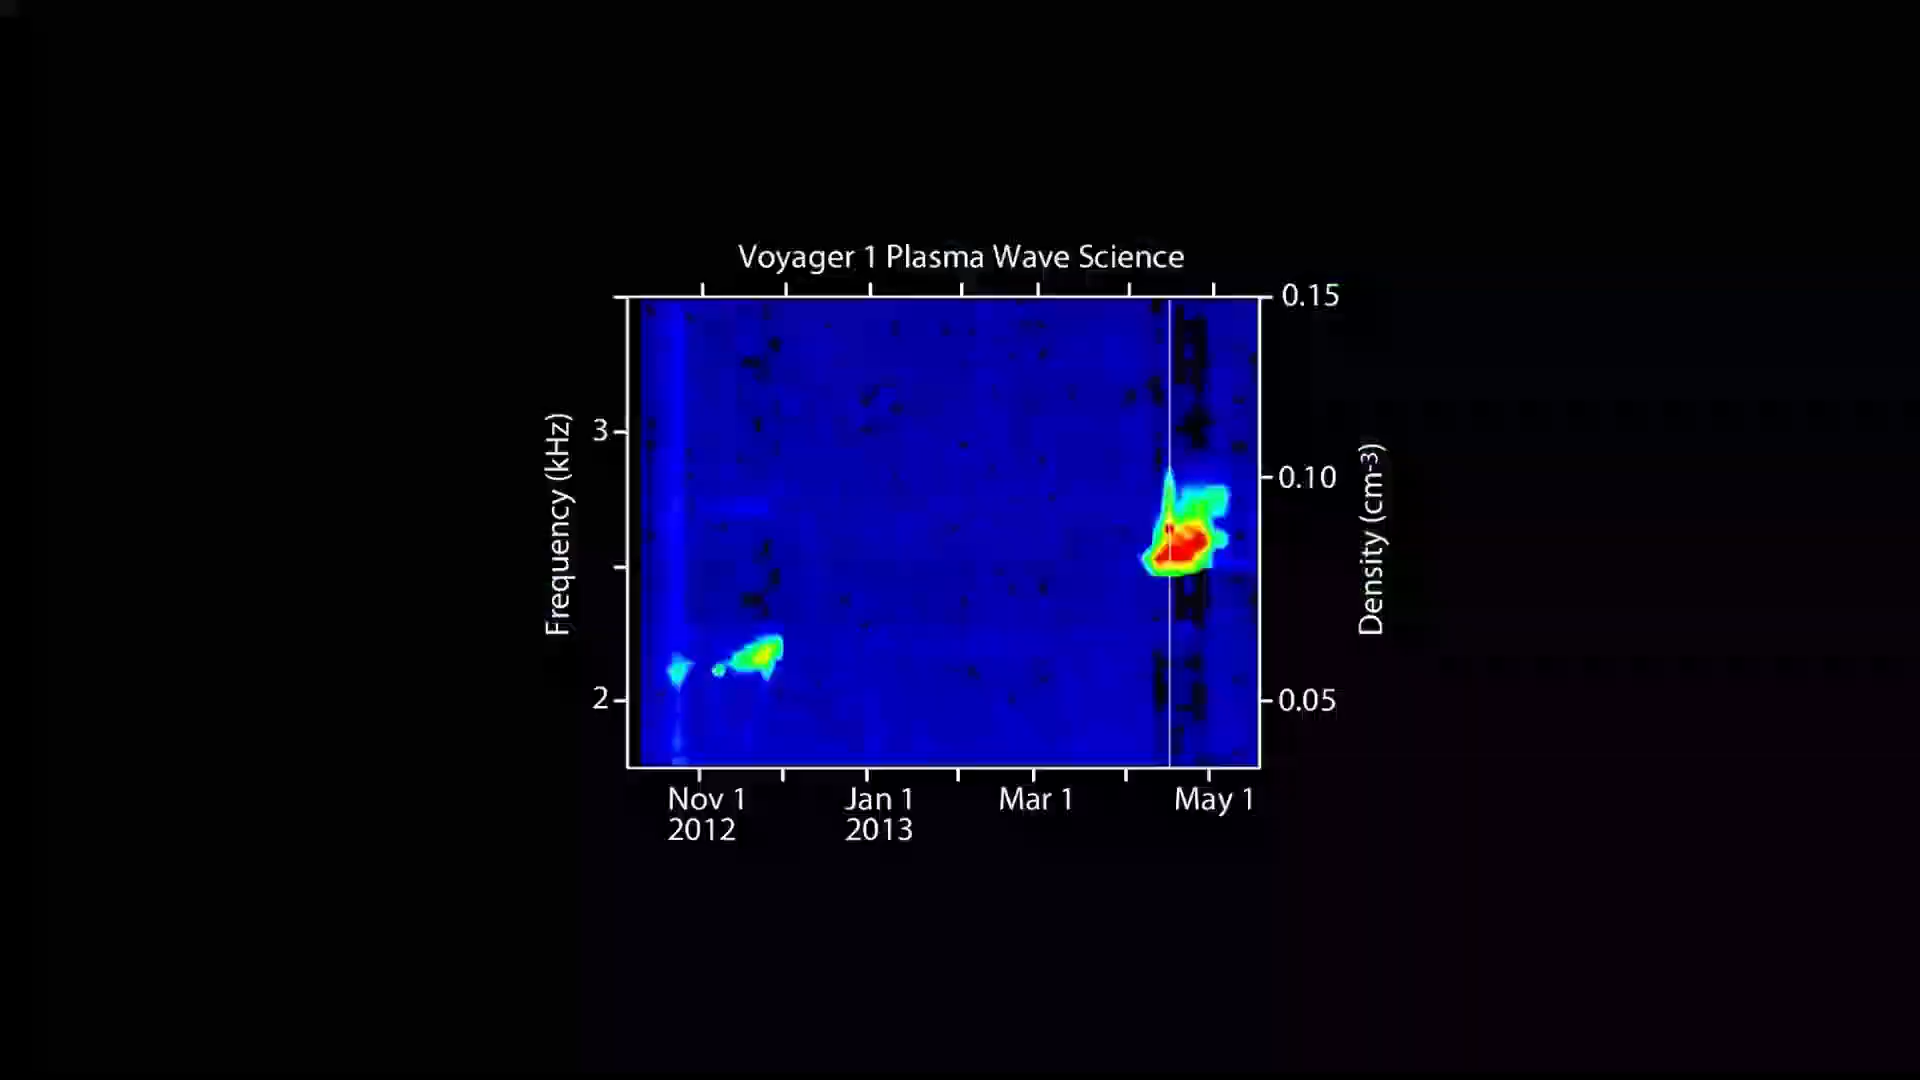 Voyager 1 Plasma Wave Science
0.15
3
0.10
Frequency (kHz)
Density (cm-3)
2
0.05
Nov 1
2012
Jan 1
2013
Mar 1
May 1